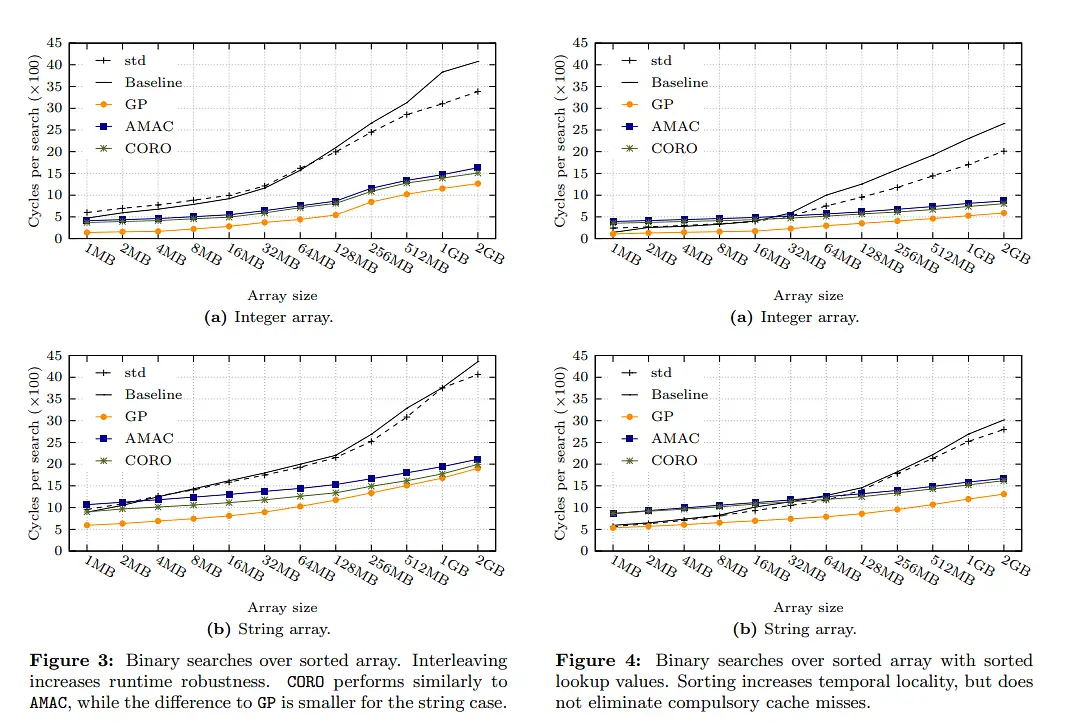 45
40
35
30
25
20
15
10
5
0
Cycles per search (×100)
std
Baseline
GP
AMAC
CORO
1MB
2MB
4MB
8MB
16MB
32MB
64MB
128MB
256MB
512MB
1GB
2GB
Array size
(a) Integer array.
45
40
35
30
25
20
15
10
5
0
Cycles per search (×100)
std
Baseline
GP
AMAC
CORO
1MB
2MB
4MB
8MB
16MB
32MB
64MB
128MB
256MB
512MB
1GB
2GB
Array size
(b) String array.
Figure 3: Binary searches over sorted array. Interleaving
increases runtime robustness. CORO performs similarly to
AMAC, while the difference to GP is smaller for the string case.
45
40
35
30
25
20
15
10
5
0
Cycles per search (×100)
std
Baseline
GP
AMAC
CORO
1MB
2MB
4MB
8MB
16MB
32MB
64MB
128MB
256MB
512MB
1GB
2GB
Array size
(a) Integer array.
45
40
35
30
25
20
15
10
5
0
Cycles per search (×100)
std
Baseline
GP
AMAC
CORO
1MB
2MB
4MB
8MB
16MB
32MB
64MB
128MB
256MB
512MB
1GB
2GB
Array size
(b) String array.
Figure 4: Binary searches over sorted array with sorted
lookup values. Sorting increases temporal locality, but does
not eliminate compulsory cache misses.